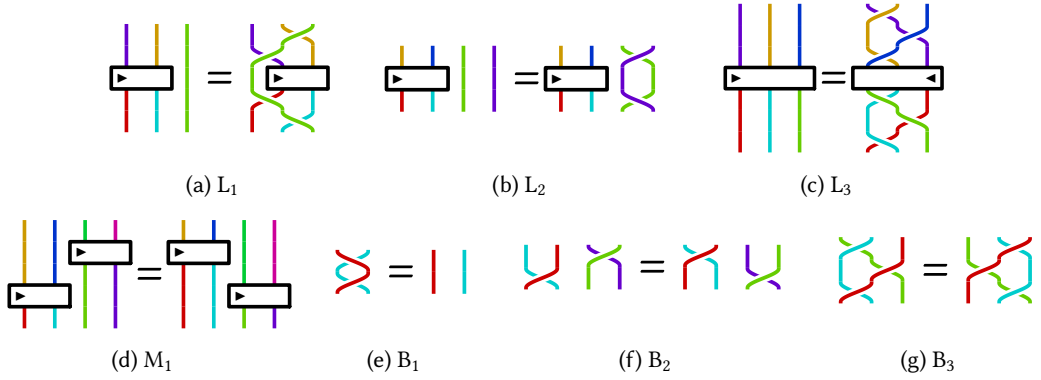 =
=
=
(a) L₁
(b) L₂
(c) L₃
=
=
=
=
(d) M₁
(e) B₁
(f) B₂
(g) B₃